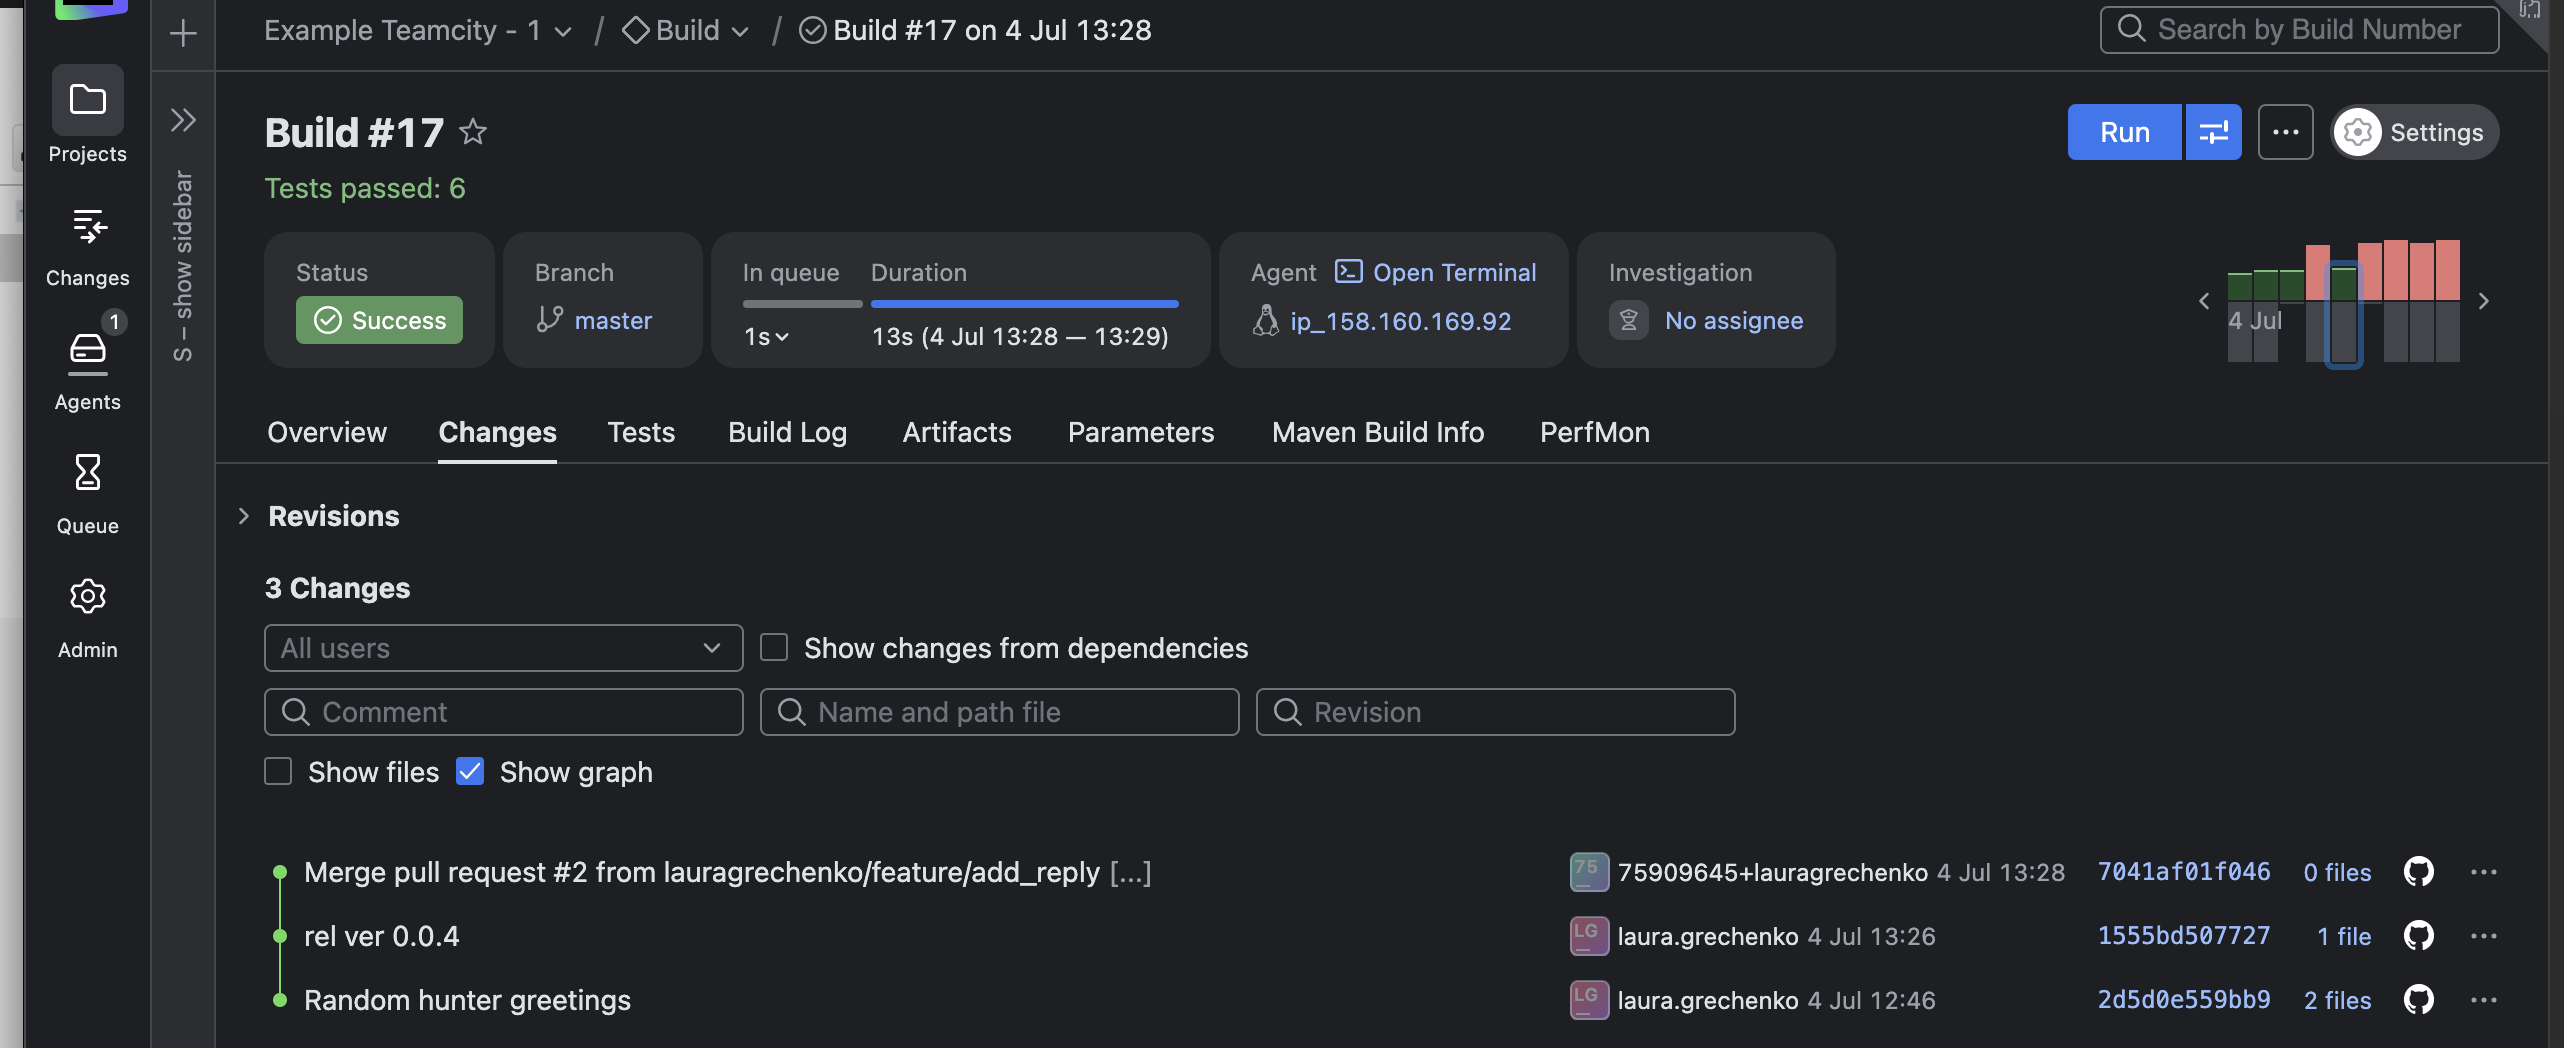 Example Teamcity - 1 / Build / Build #17 on 4 Jul 13:28
Search by Build Number
Projects
Changes
1
Agents
Queue
Admin
S – show sidebar
Build #17
Run
Settings
Tests passed: 6
Status
Success
Branch
master
In queue
1s
Duration
13s (4 Jul 13:28 — 13:29)
Agent
Open Terminal
ip_158.160.169.92
Investigation
No assignee
4 Jul
Overview Changes Tests Build Log Artifacts Parameters Maven Build Info PerfMon
Revisions
3 Changes
All users
Show changes from dependencies
Comment
Name and path file
Revision
Show files
Show graph
Merge pull request #2 from lauragrechenko/feature/add_reply [...] 75 75909645+lauragrechenko 4 Jul 13:28 7041af01f046 0 files
rel ver 0.0.4 LG laura.grechenko 4 Jul 13:26 1555bd507727 1 file
Random hunter greetings LG laura.grechenko 4 Jul 12:46 2d5d0e559bb9 2 files